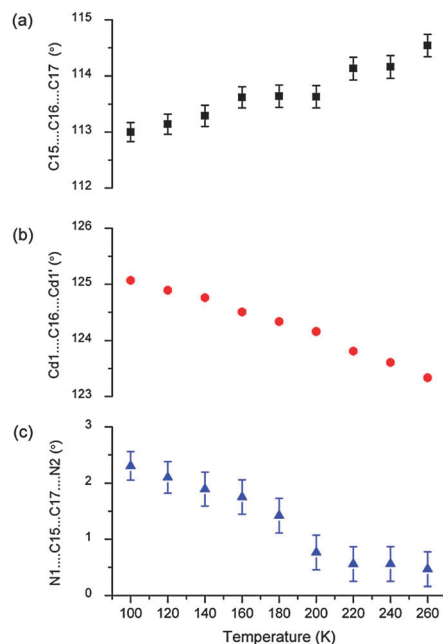 (a)
C15....C16....C17 (°)
115
114
113
112
(b)
Cd1....C16....Cd1' (°)
126
125
124
123
(c)
N1....C15...C17....N2 (°)
3
2
1
0
100 120 140 160 180 200 220 240 260
Temperature (K)